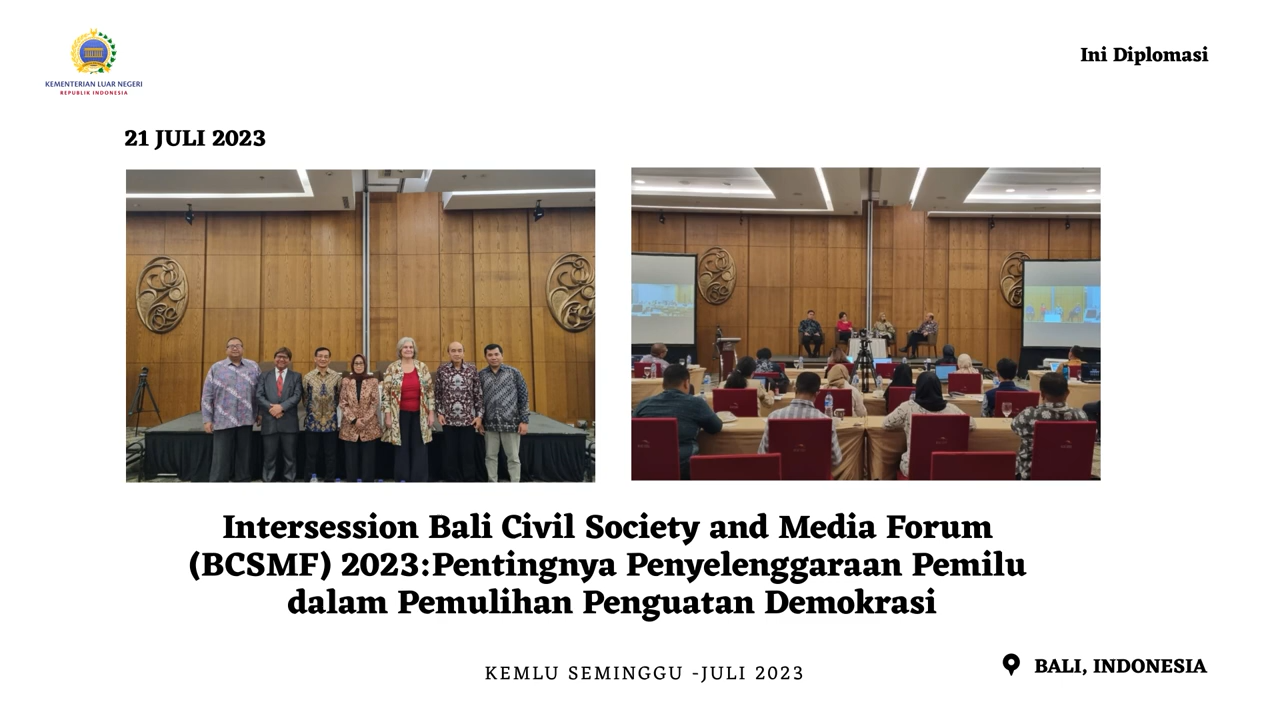 KEMENTERIAN LUAR NEGERI
REPUBLIK INDONESIA
Ini Diplomasi
21 JULI 2023
Intersession Bali Civil Society and Media Forum
(BCSMF) 2023:Pentingnya Penyelenggaraan Pemilu
dalam Pemulihan Penguatan Demokrasi
KEMLU SEMINGGU -JULI 2023
BALI, INDONESIA